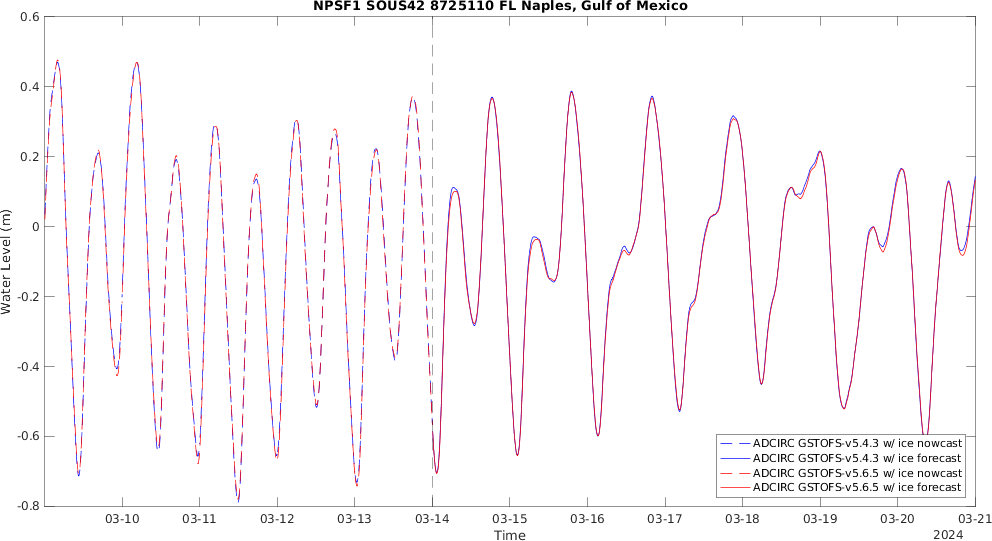 NPSF1 SOUS42 8725110 FL Naples, Gulf of Mexico
Water Level (m)
0.6
0.4
0.2
0
-0.2
-0.4
-0.6
-0.8
ADCIRC GSTOFS-v5.4.3 w/ ice nowcast
ADCIRC GSTOFS-v5.4.3 w/ ice forecast
ADCIRC GSTOFS-v5.6.5 w/ ice nowcast
ADCIRC GSTOFS-v5.6.5 w/ ice forecast
03-10 03-11 03-12 03-13 03-14 03-15 03-16 03-17 03-18 03-19 03-20 03-21
Time
2024